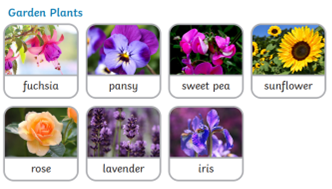 Garden Plants
fuchsia
pansy
sweet pea
sunflower
rose
lavender
iris